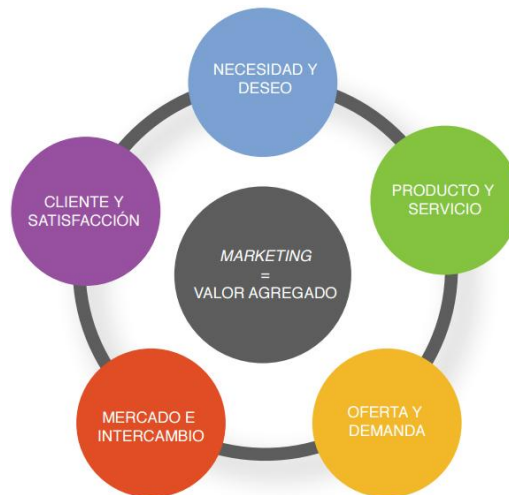 NECESIDAD Y
DESEO
PRODUCTO Y
SERVICIO
OFERTA Y
DEMANDA
MERCADO E
INTERCAMBIO
CLIENTE Y
SATISFACCIÓN
MARKETING
=
VALOR AGREGADO